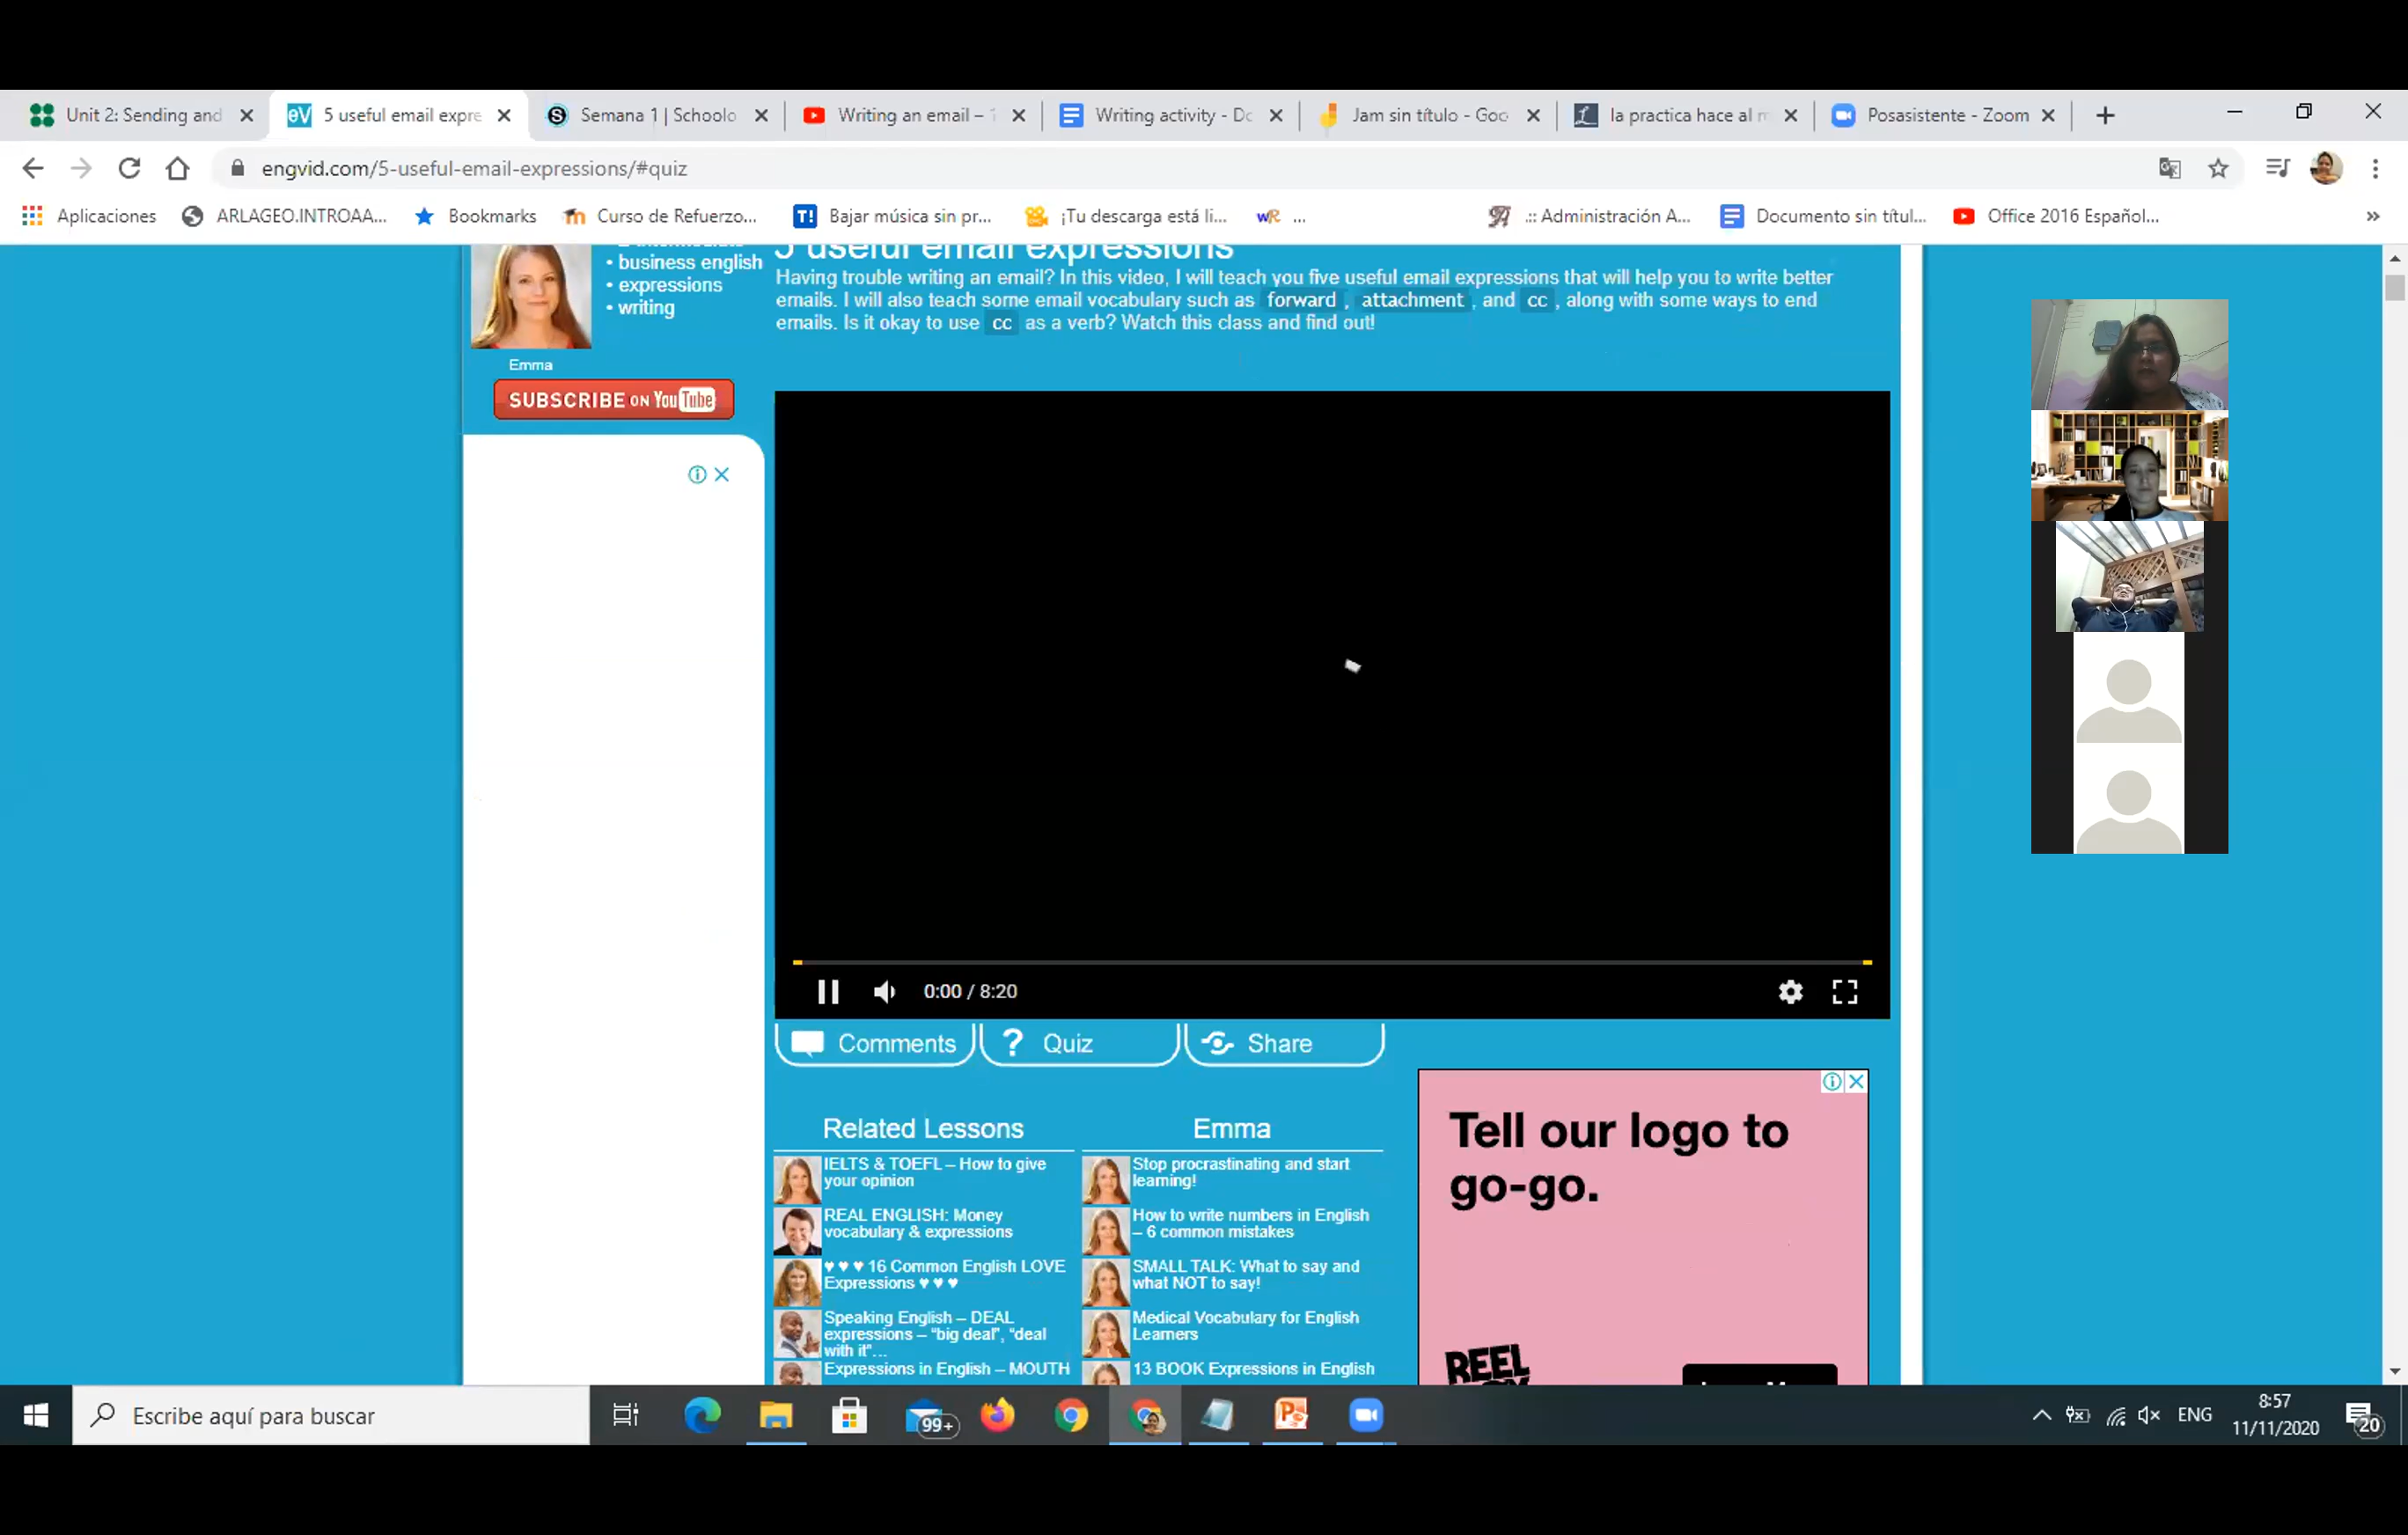 Unit 2: Sending and
5 useful email expre
Semana 1 | Schoolo
Writing an email –
Writing activity - Do
Jam sin título - Goo
la practica hace al m
Posasistente - Zoom
engvid.com/5-useful-email-expressions/#quiz
Aplicaciones
ARLAGEO.INTROAA...
Bookmarks
Curso de Refuerzo...
Bajar música sin pr...
¡Tu descarga está li...
wR ...
.:: Administración A...
Documento sin títul...
Office 2016 Español...
• business english
• expressions
• writing
Emma
SUBSCRIBE ON YouTube
5 useful email expressions
Having trouble writing an email? In this video, I will teach you five useful email expressions that will help you to write better
emails. I will also teach some email vocabulary such as forward, attachment, and cc, along with some ways to end
emails. Is it okay to use cc as a verb? Watch this class and find out!
0:00 / 8:20
Comments
? Quiz
Share
Related Lessons
IELTS & TOEFL – How to give
your opinion
REAL ENGLISH: Money
vocabulary & expressions
♥ ♥ ♥ 16 Common English LOVE
Expressions ♥ ♥ ♥
Speaking English – DEAL
expressions – “big deal”, “deal
with it”...
Expressions in English – MOUTH
Emma
Stop procrastinating and start
learning!
How to write numbers in English
– 6 common mistakes
SMALL TALK: What to say and
what NOT to say!
Medical Vocabulary for English
Learners
13 BOOK Expressions in English
Tell our logo to
go-go.
REEL
Escribe aquí para buscar
99+
ENG
8:57
11/11/2020
20